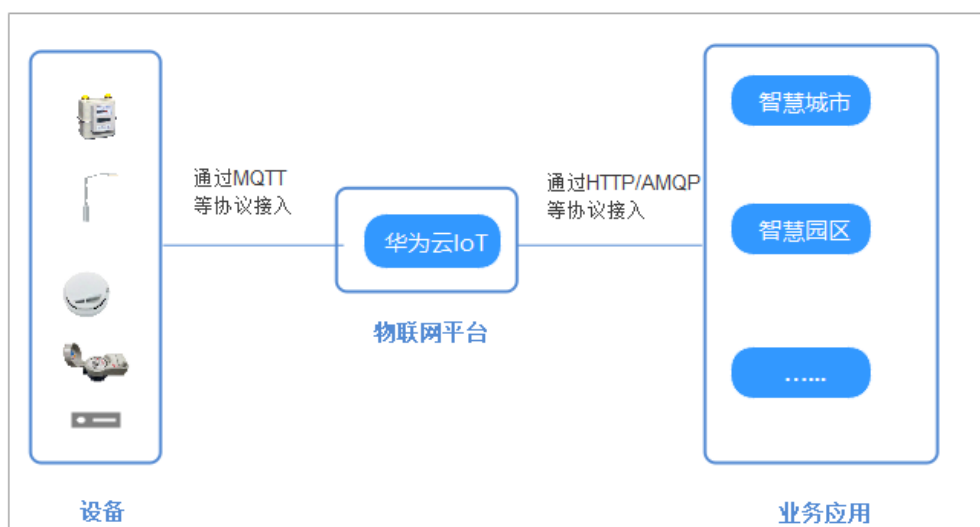 智慧城市
通过MQTT
等协议接入
通过HTTP/AMQP
等协议接入
华为云IoT
智慧园区
物联网平台
…...
设备
业务应用